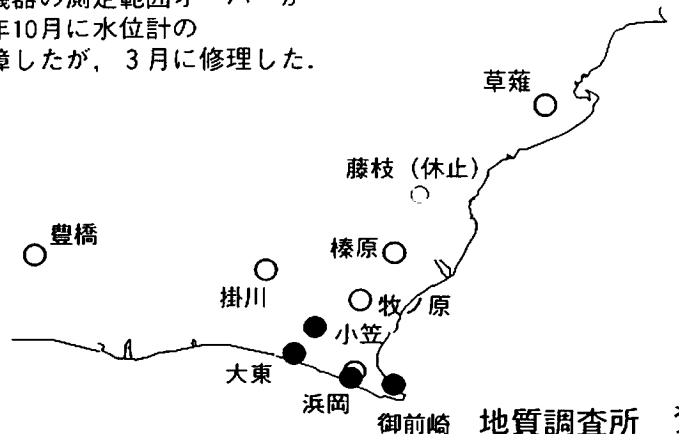 年10月に水位計の
障したが，３月に修理した．
草薙
藤枝（休止）
豊橋
榛原
掛川
牧ノ原
小笠
大東
浜岡
御前崎
地質調査所